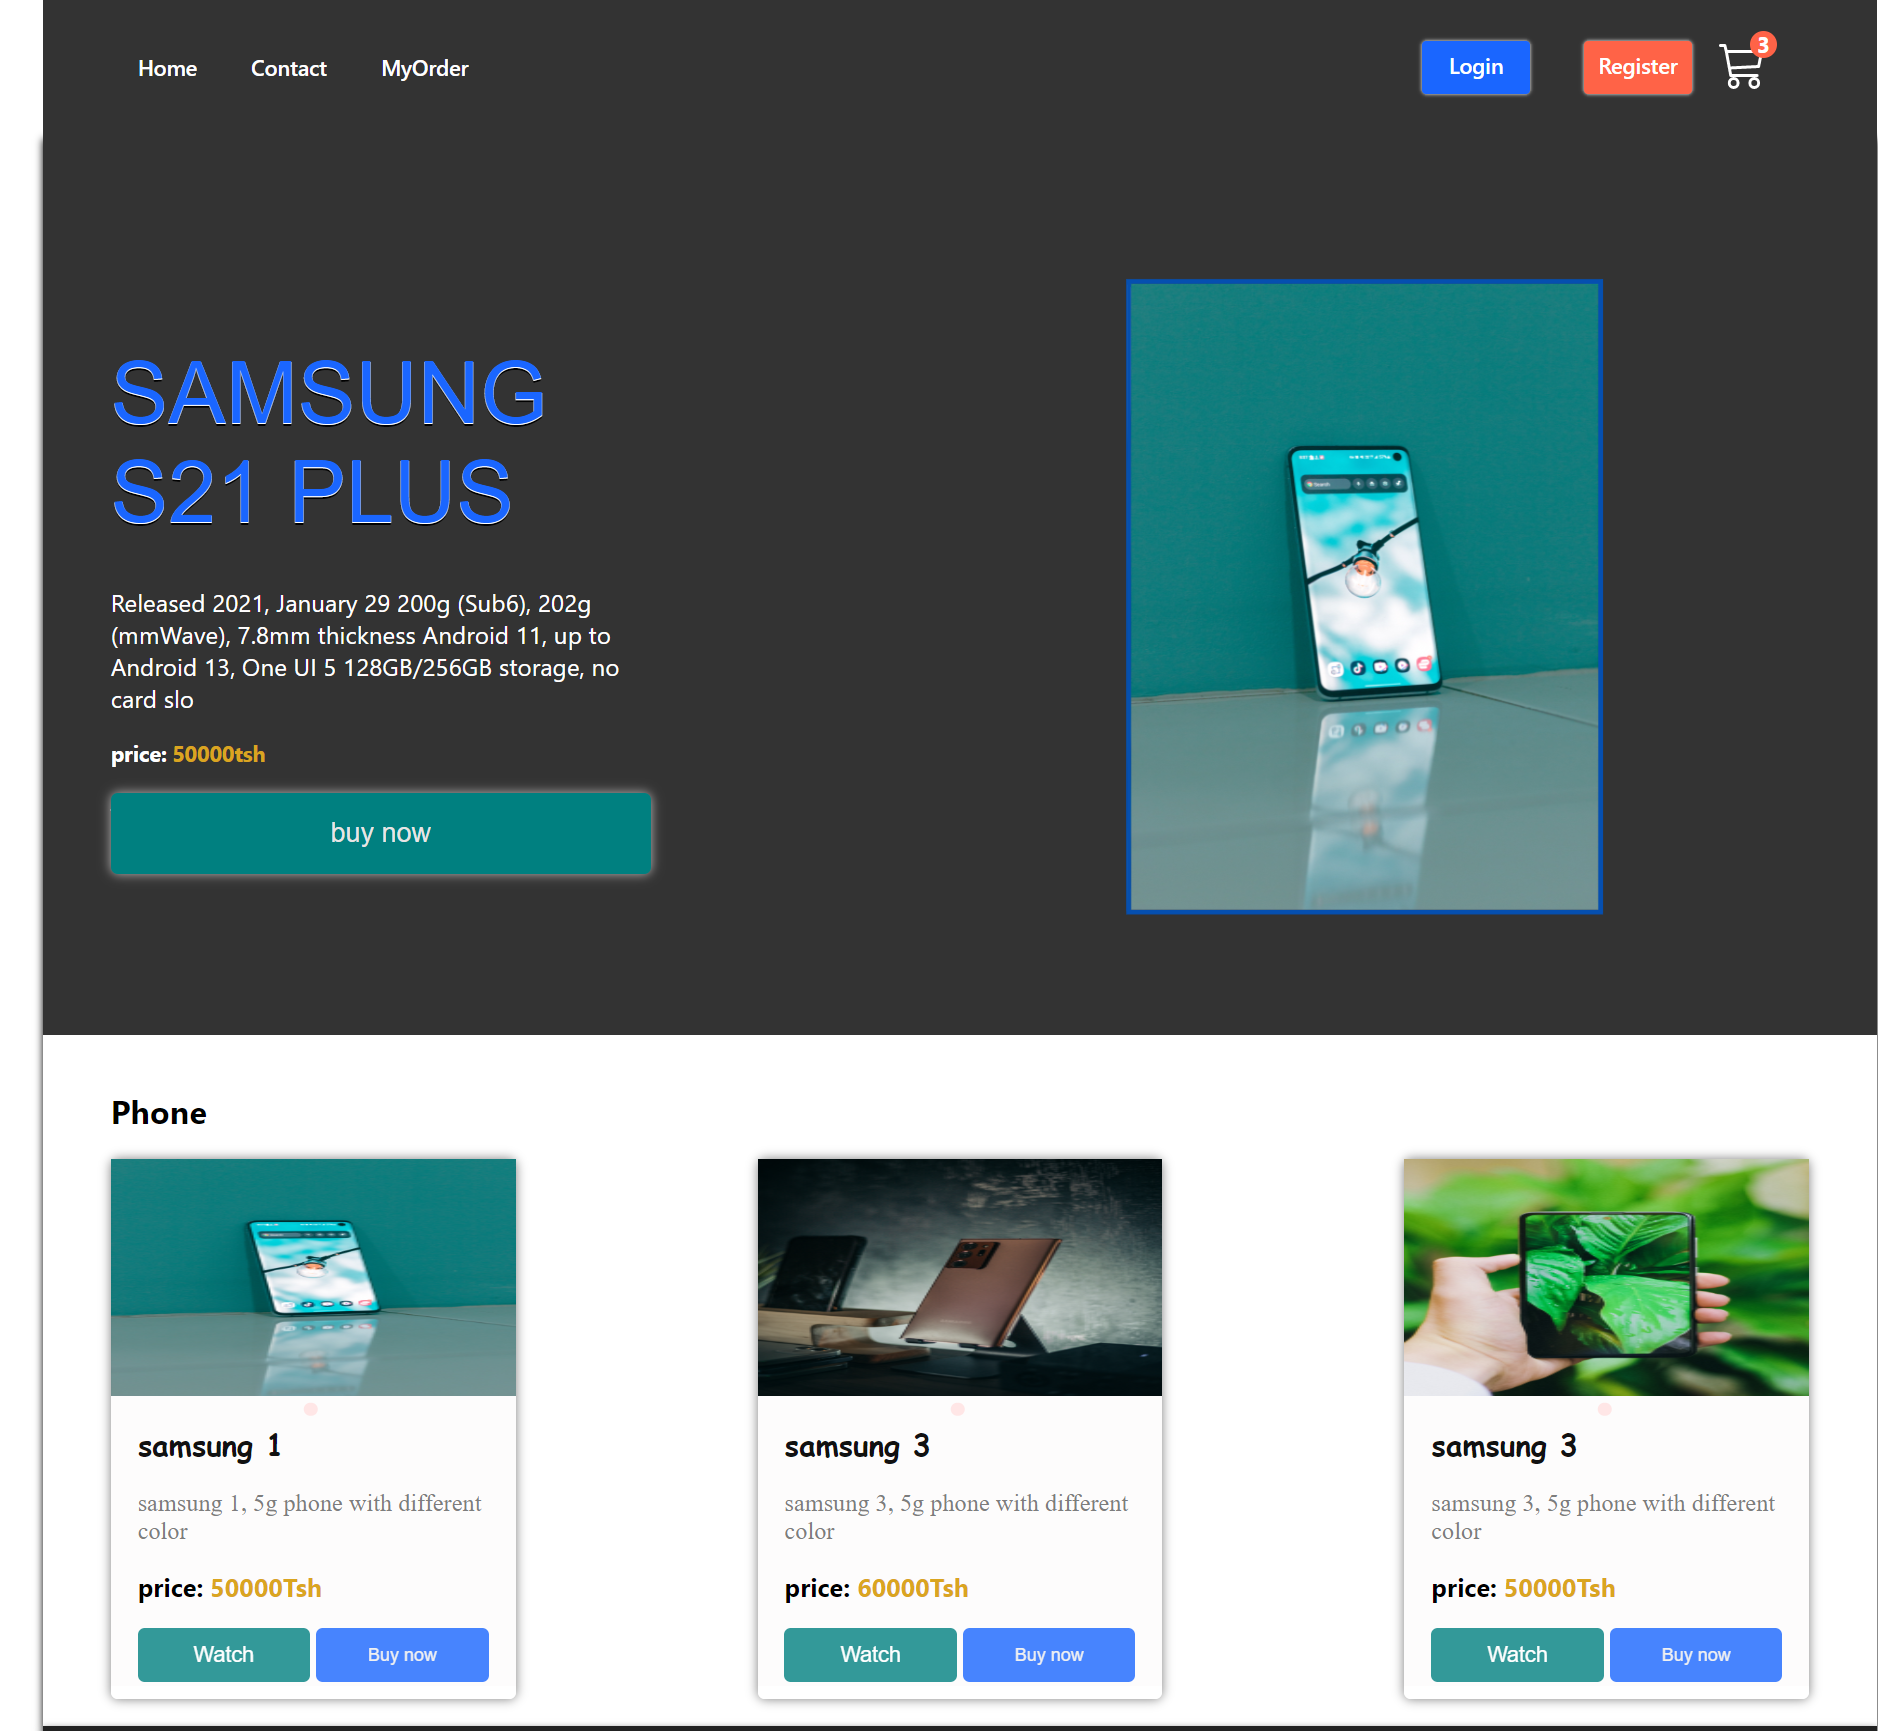 Home Contact MyOrder Login Register 3
SAMSUNG
S21 PLUS
Released 2021, January 29 200g (Sub6), 202g
(mmWave), 7.8mm thickness Android 11, up to
Android 13, One UI 5 128GB/256GB storage, no
card slo
price: 50000tsh
buy now
Search
Phone
samsung 1
samsung 1, 5g phone with different
color
price: 50000Tsh
Watch Buy now
samsung 3
samsung 3, 5g phone with different
color
price: 60000Tsh
Watch Buy now
samsung 3
samsung 3, 5g phone with different
color
price: 50000Tsh
Watch Buy now